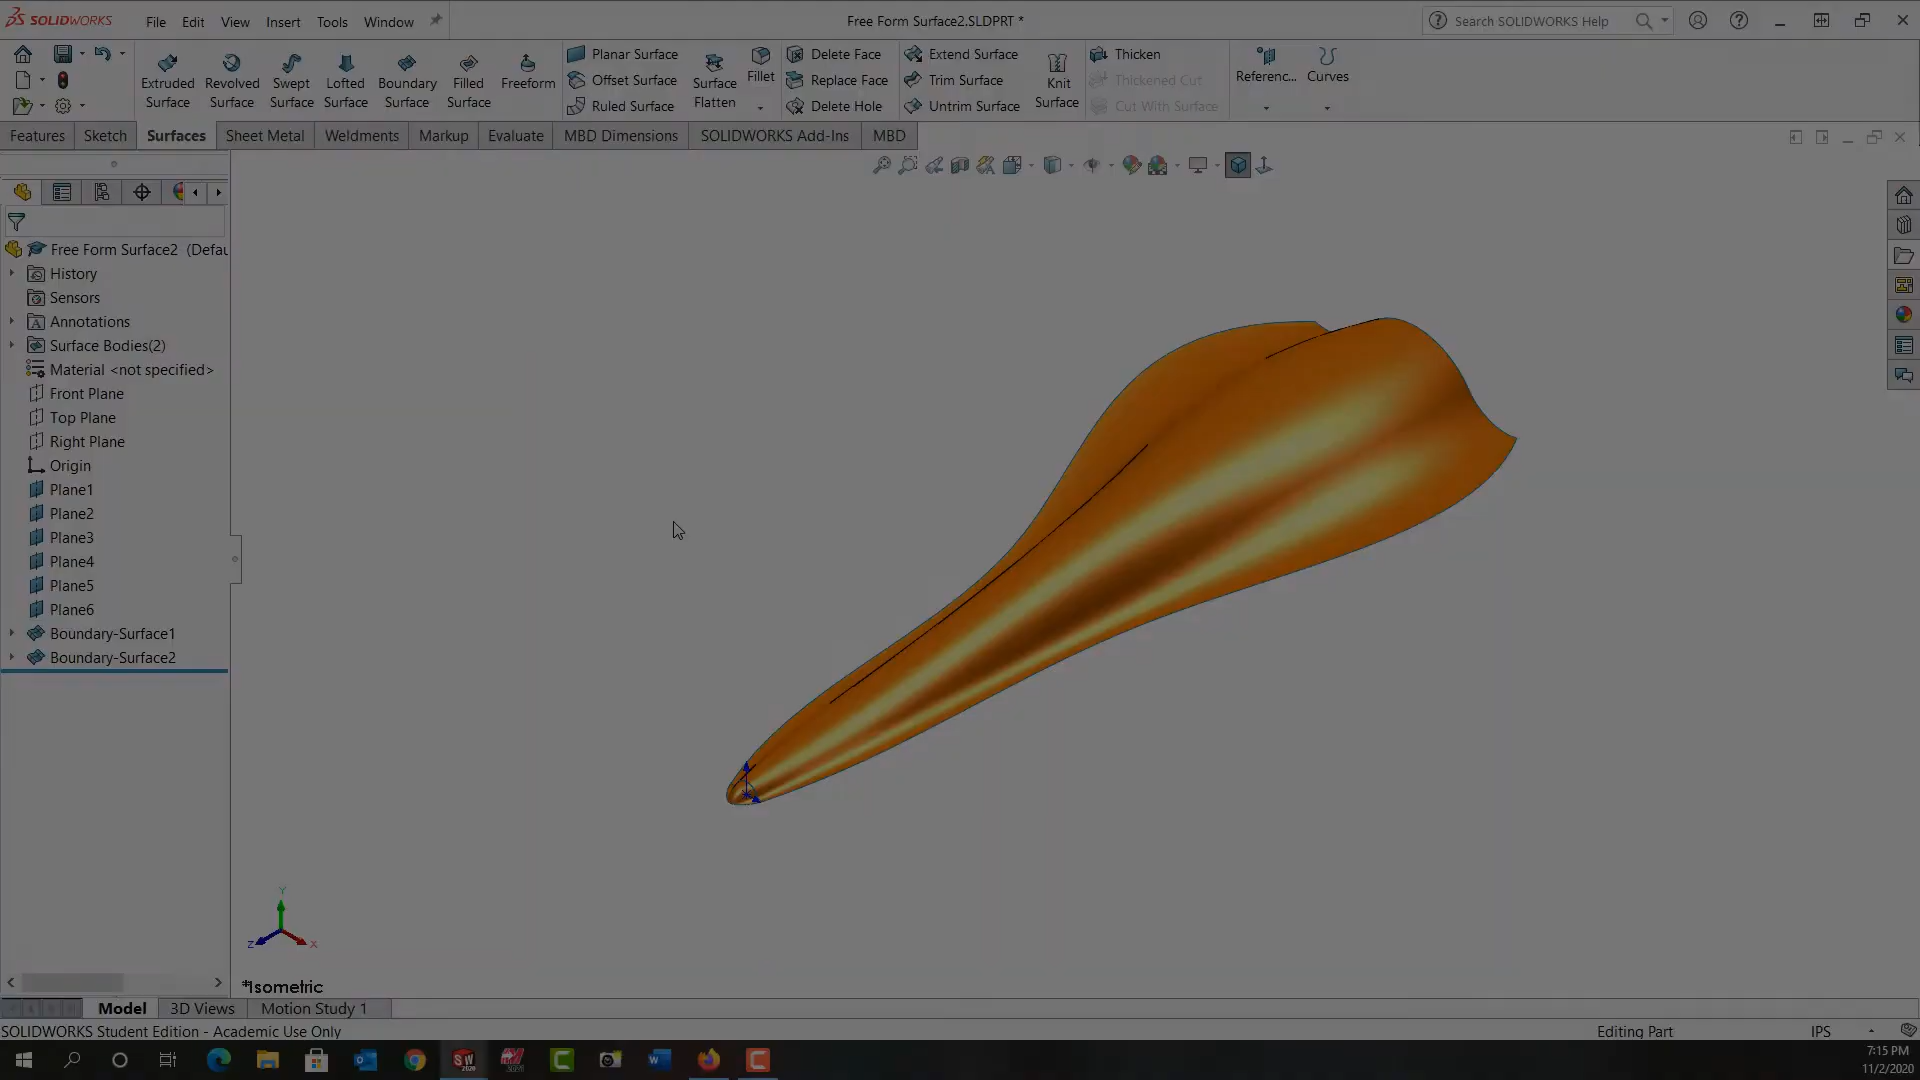 SOLIDWORKS File Edit View Insert Tools Window Free Form Surface2.SLDPRT * Search SOLIDWORKS Help
Extruded Surface
Revolved Surface
Swept Surface
Lofted Surface
Boundary Surface
Filled Surface
Freeform
Planar Surface
Offset Surface
Ruled Surface
Surface Flatten
Fillet
Delete Face
Replace Face
Delete Hole
Extend Surface
Trim Surface
Untrim Surface
Knit Surface
Thicken
Thickened Cut
Cut With Surface
Referenc...
Curves
Features Sketch Surfaces Sheet Metal Weldments Markup Evaluate MBD Dimensions SOLIDWORKS Add-Ins MBD
Free Form Surface2 (Defau
History
Sensors
Annotations
Surface Bodies(2)
Material <not specified>
Front Plane
Top Plane
Right Plane
Origin
Plane1
Plane2
Plane3
Plane4
Plane5
Plane6
Boundary-Surface1
Boundary-Surface2
Y
Z X
*Isometric
Model 3D Views Motion Study 1
SOLIDWORKS Student Edition - Academic Use Only Editing Part IPS
7:15 PM
11/2/2020